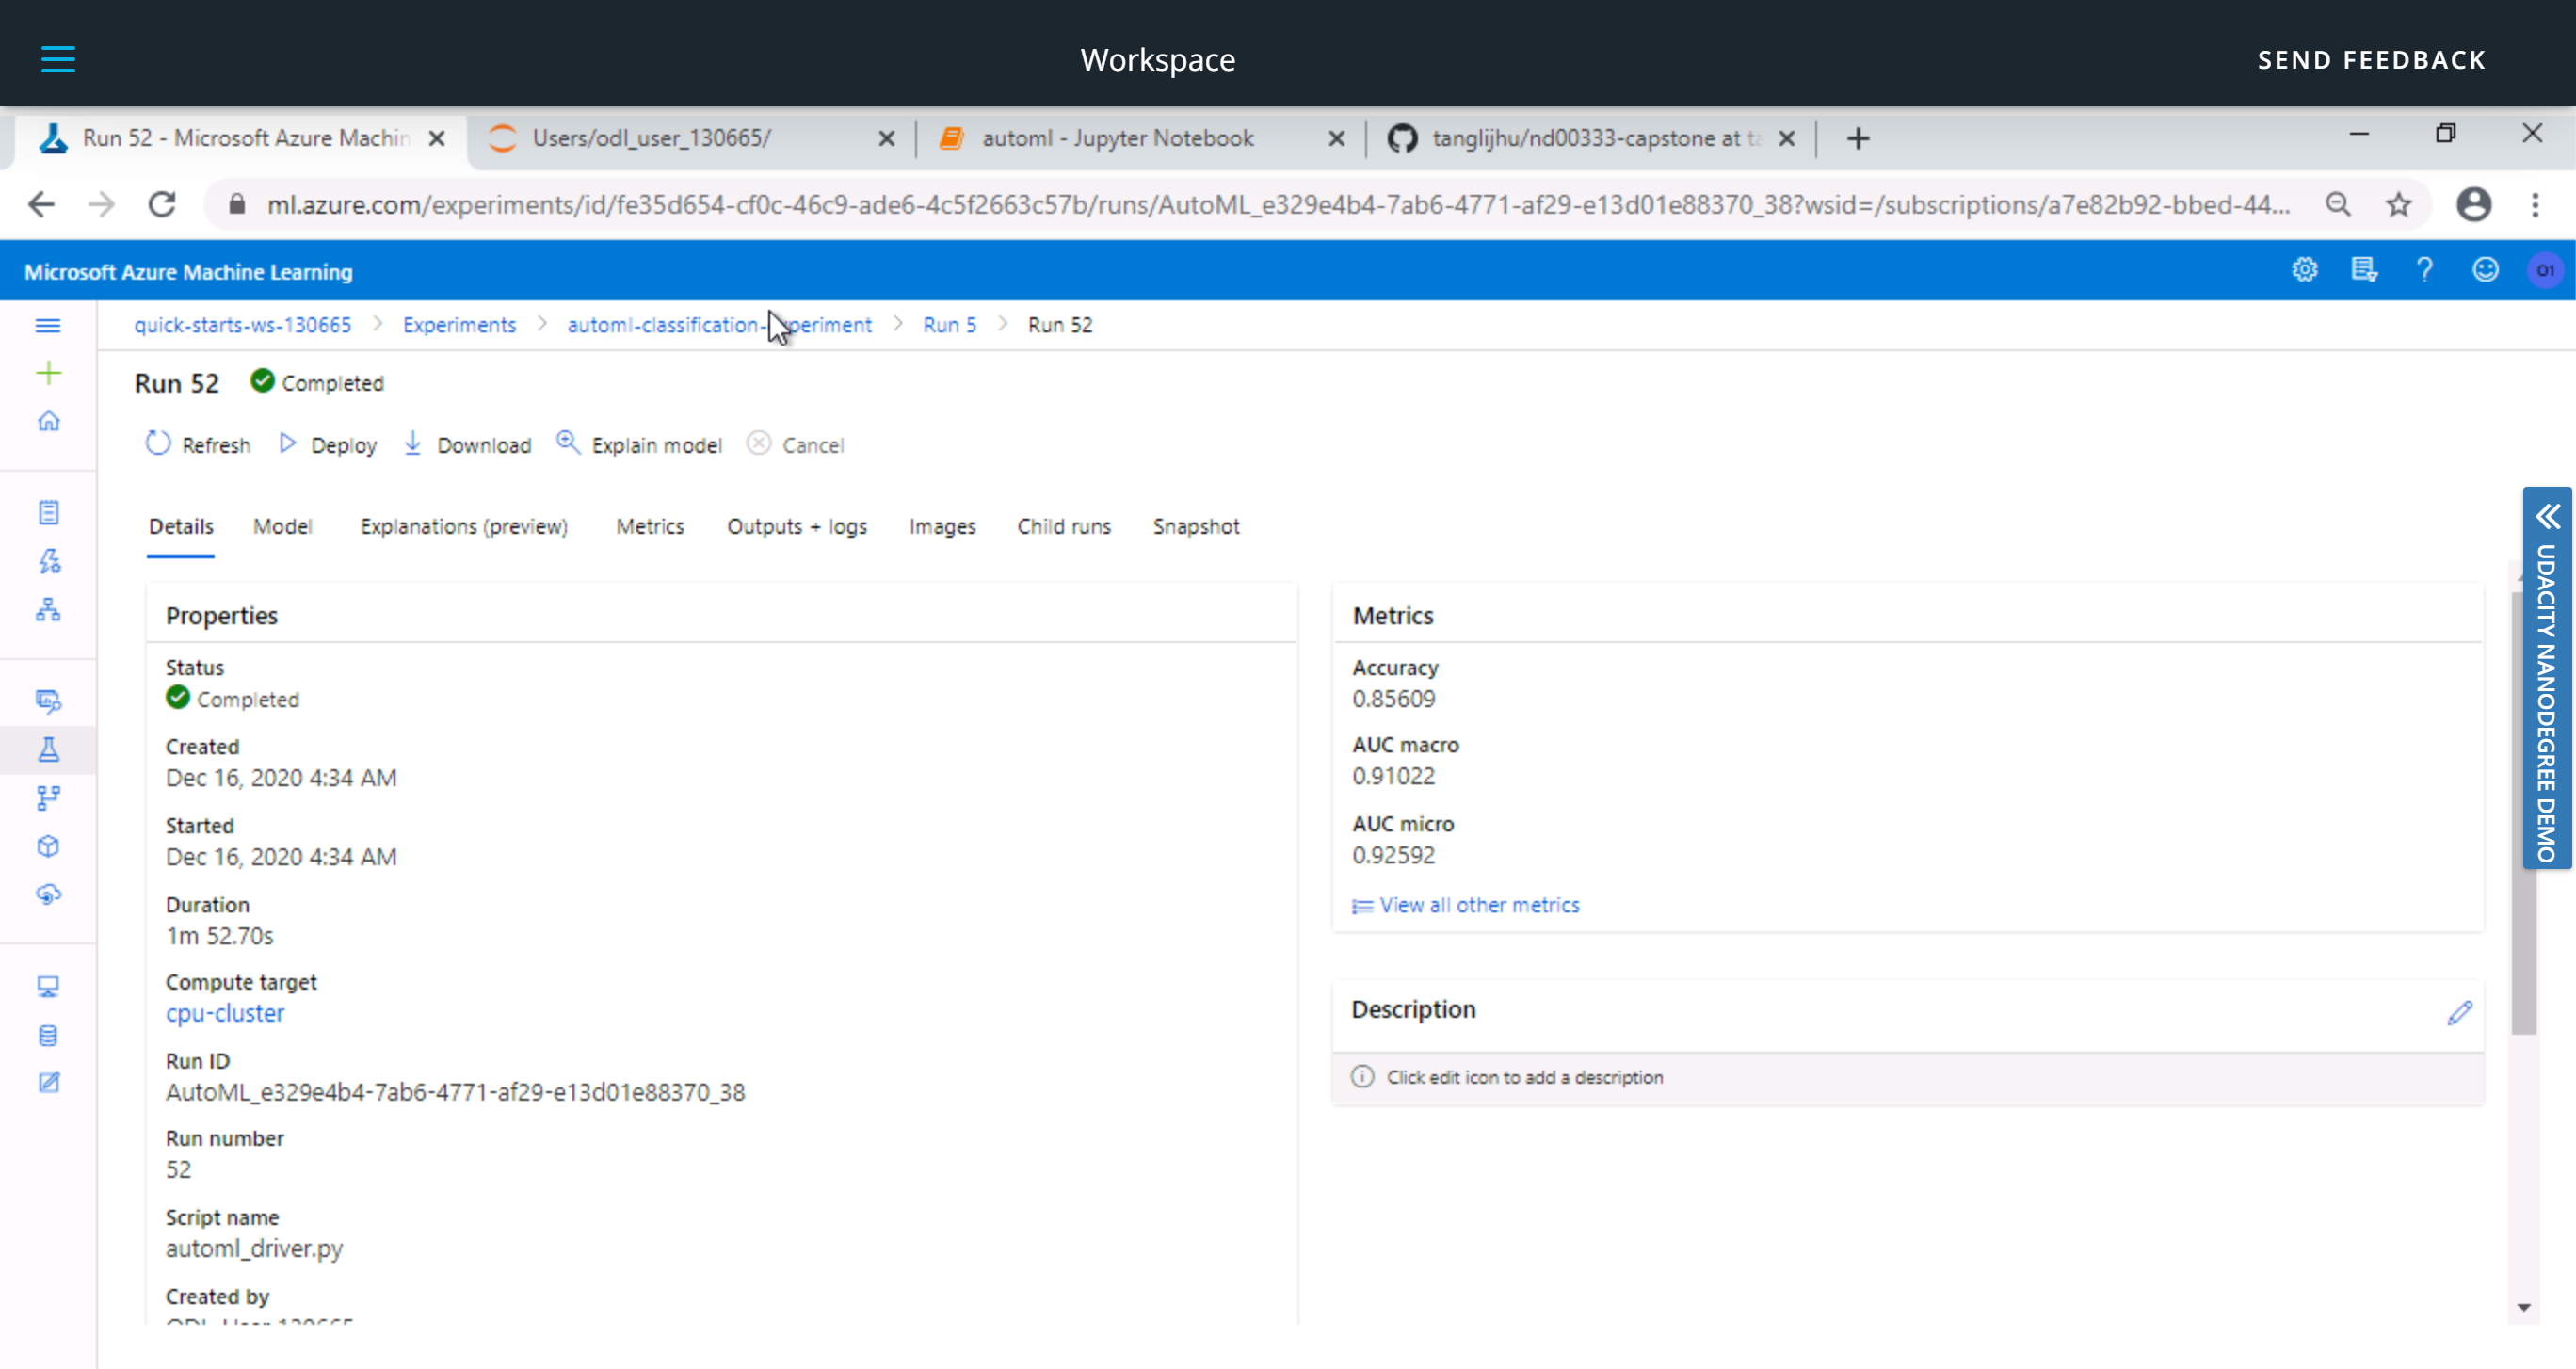 Workspace
SEND FEEDBACK
Run 52 - Microsoft Azure Machin
Users/odl_user_130665/
automl - Jupyter Notebook
tanglijhu/nd00333-capstone at ta
ml.azure.com/experiments/id/fe35d654-cf0c-46c9-ade6-4c5f2663c57b/runs/AutoML_e329e4b4-7ab6-4771-af29-e13d01e88370_38?wsid=/subscriptions/a7e82b92-bbed-44...
Microsoft Azure Machine Learning
O1
quick-starts-ws-130665 > Experiments > automl-classification-experiment > Run 5 > Run 52
Run 52 Completed
Refresh Deploy Download Explain model Cancel
Details Model Explanations (preview) Metrics Outputs + logs Images Child runs Snapshot
Properties
Status
Completed
Created
Dec 16, 2020 4:34 AM
Started
Dec 16, 2020 4:34 AM
Duration
1m 52.70s
Compute target
cpu-cluster
Run ID
AutoML_e329e4b4-7ab6-4771-af29-e13d01e88370_38
Run number
52
Script name
automl_driver.py
Created by
Metrics
Accuracy
0.85609
AUC macro
0.91022
AUC micro
0.92592
View all other metrics
Description
Click edit icon to add a description
UDACITY NANODEGREE DEMO